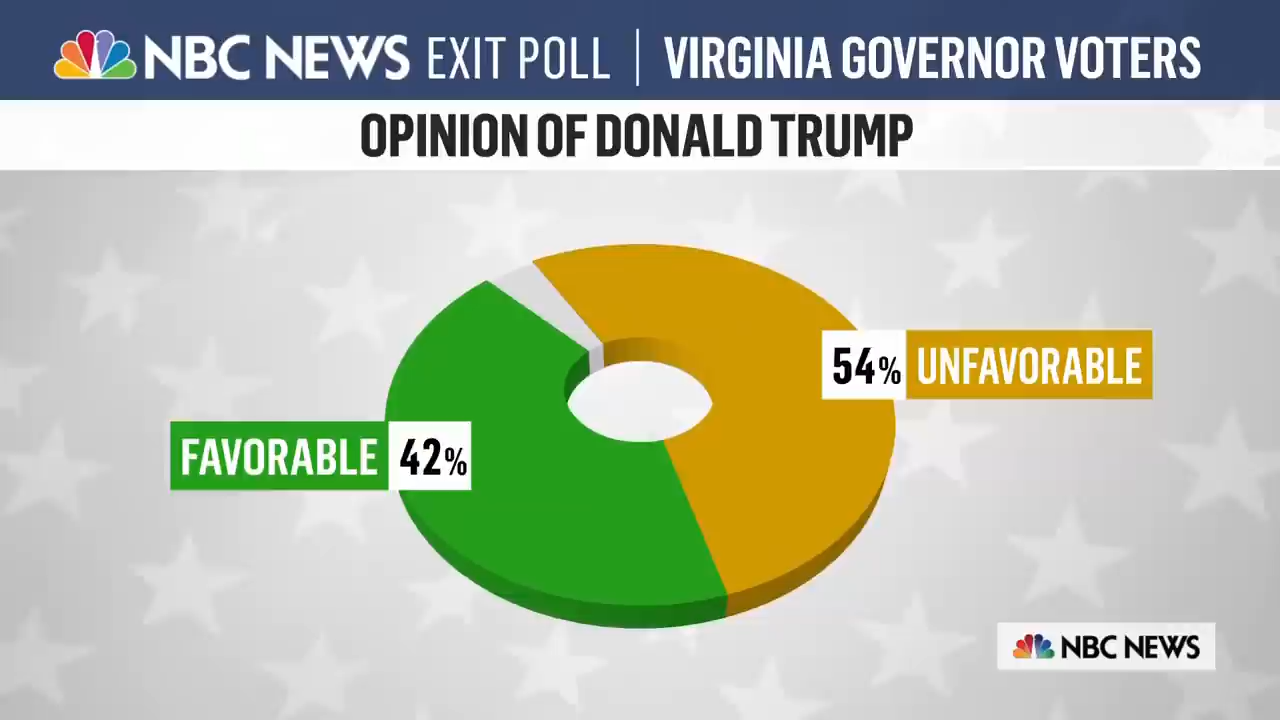 NBC NEWS EXIT POLL | VIRGINIA GOVERNOR VOTERS
OPINION OF DONALD TRUMP
54% UNFAVORABLE
FAVORABLE 42%
NBC NEWS